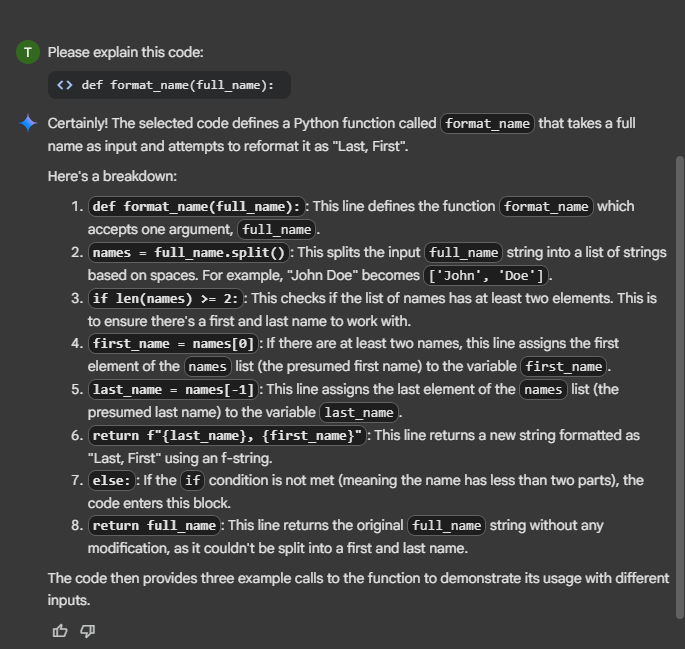 T Please explain this code:
<> def format_name(full_name):
Certainly! The selected code defines a Python function called format_name that takes a full
name as input and attempts to reformat it as "Last, First".
Here's a breakdown:
1. def format_name(full_name): : This line defines the function format_name which
accepts one argument, full_name.
2. names = full_name.split() : This splits the input full_name string into a list of strings
based on spaces. For example, "John Doe" becomes ['John', 'Doe'].
3. if len(names) >= 2: : This checks if the list of names has at least two elements. This is
to ensure there's a first and last name to work with.
4. first_name = names[0] : If there are at least two names, this line assigns the first
element of the names list (the presumed first name) to the variable first_name.
5. last_name = names[-1] : This line assigns the last element of the names list (the
presumed last name) to the variable last_name.
6. return f"{last_name}, {first_name}" : This line returns a new string formatted as
"Last, First" using an f-string.
7. else: : If the if condition is not met (meaning the name has less than two parts), the
code enters this block.
8. return full_name : This line returns the original full_name string without any
modification, as it couldn't be split into a first and last name.
The code then provides three example calls to the function to demonstrate its usage with different
inputs.